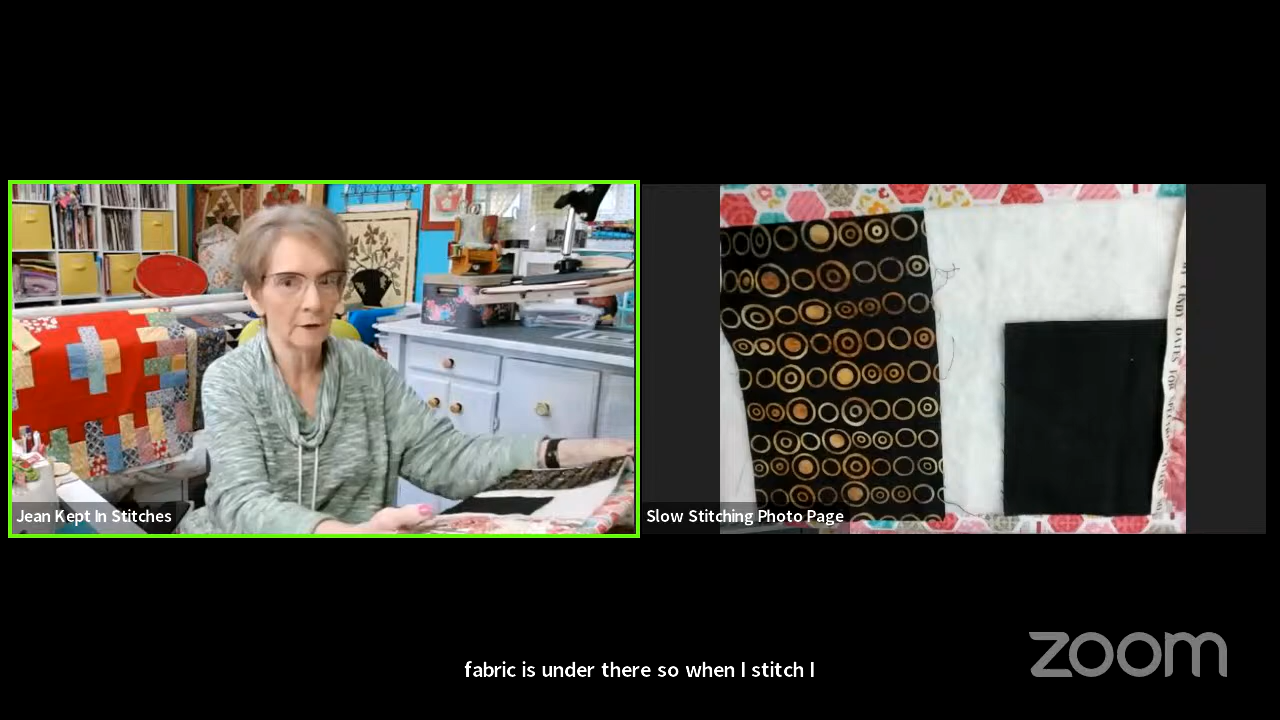 Jean Kept In Stitches
Slow Stitching Photo Page
fabric is under there so when I stitch I
zoom